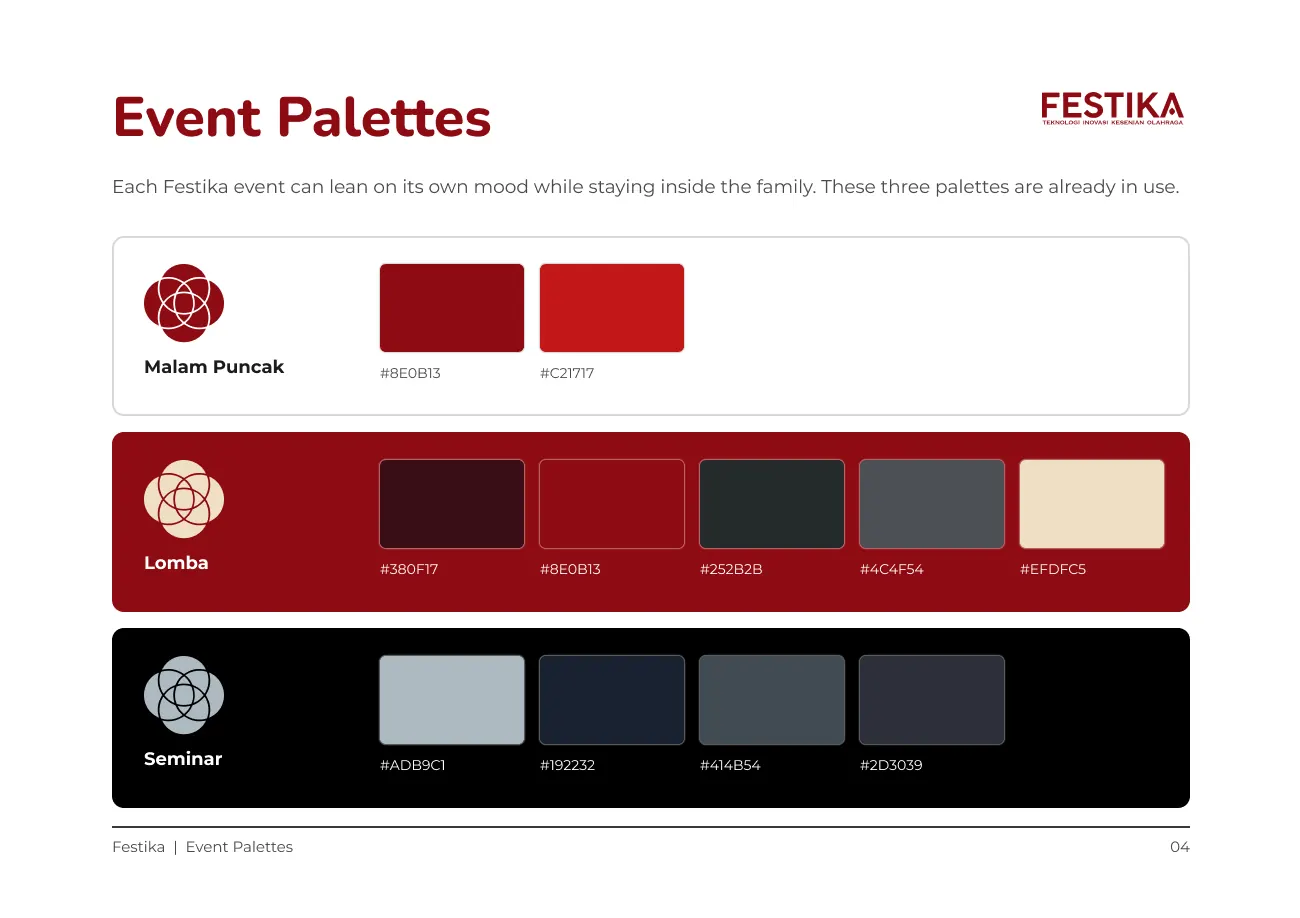 Event Palettes
FESTIKA
TEKNOLOGI INOVASI KESENIAN OLAHRAGA
Each Festika event can lean on its own mood while staying inside the family. These three palettes are already in use.
Malam Puncak
#8E0B13
#C21717
Lomba
#380F17
#8E0B13
#252B2B
#4C4F54
#EFDFC5
Seminar
#ADB9C1
#192232
#414B54
#2D3039
Festika | Event Palettes
04